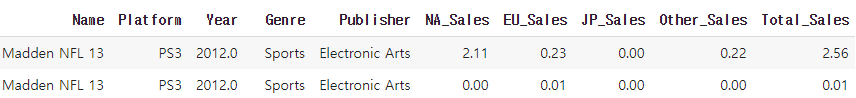 Name Platform Year Genre Publisher NA_Sales EU_Sales JP_Sales Other_Sales Total_Sales
Madden NFL 13 PS3 2012.0 Sports Electronic Arts 2.11 0.23 0.00 0.22 2.56
Madden NFL 13 PS3 2012.0 Sports Electronic Arts 0.00 0.01 0.00 0.00 0.01